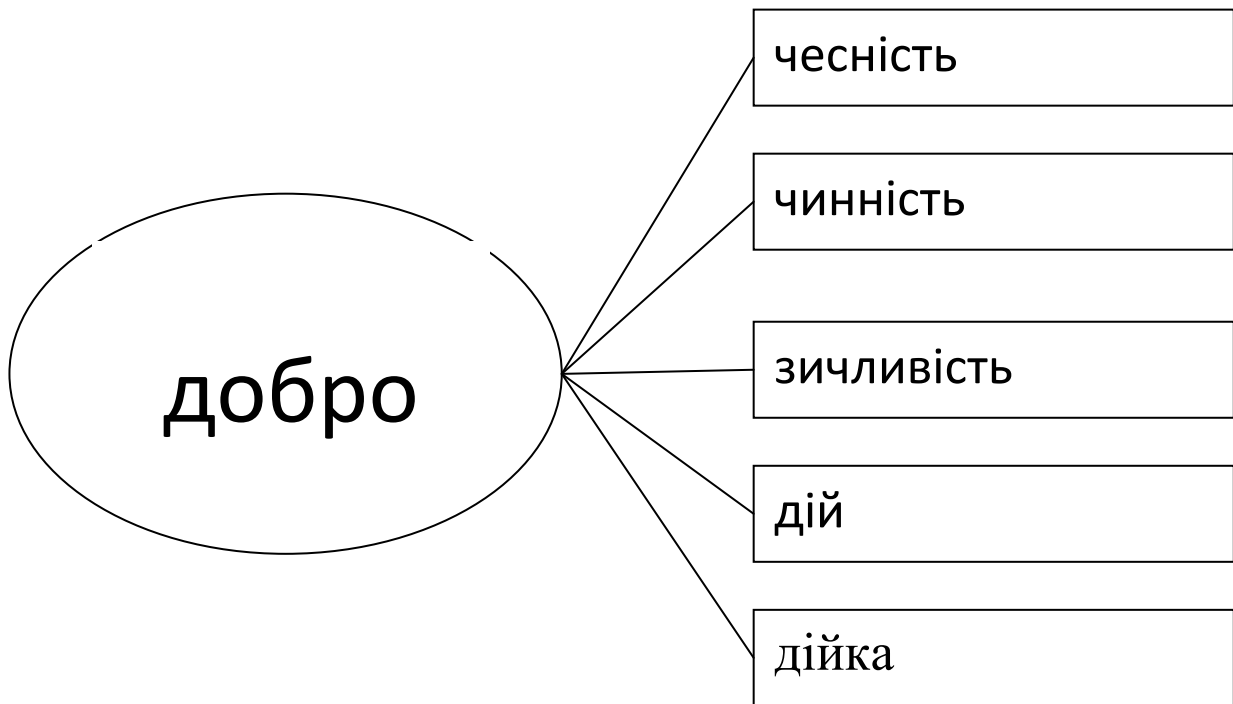 чесність
чинність
зичливість
добро
дій
дійка